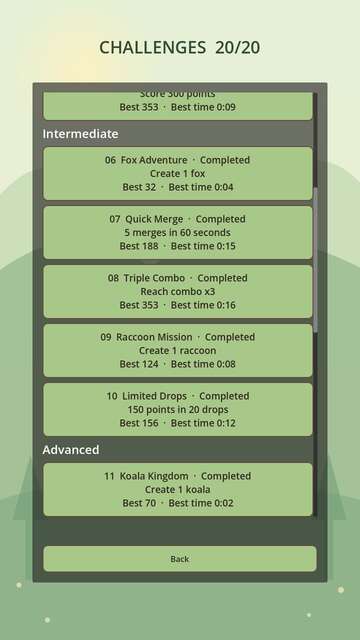 CHALLENGES 20/20
Score 300 points
Best 353 · Best time 0:09
Intermediate
06 Fox Adventure · Completed
Create 1 fox
Best 32 · Best time 0:04
07 Quick Merge · Completed
5 merges in 60 seconds
Best 188 · Best time 0:15
08 Triple Combo · Completed
Reach combo x3
Best 353 · Best time 0:16
09 Raccoon Mission · Completed
Create 1 raccoon
Best 124 · Best time 0:08
10 Limited Drops · Completed
150 points in 20 drops
Best 156 · Best time 0:12
Advanced
11 Koala Kingdom · Completed
Create 1 koala
Best 70 · Best time 0:02
Back